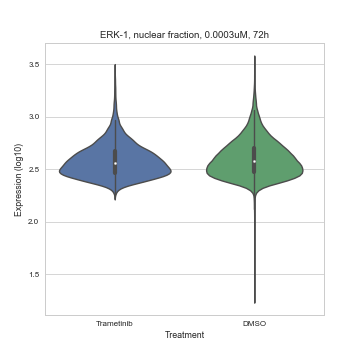 ERK-1, nuclear fraction, 0.0003uM, 72h
3.5
3.0
2.5
2.0
1.5
Expression (log10)
Trametinib DMSO
Treatment